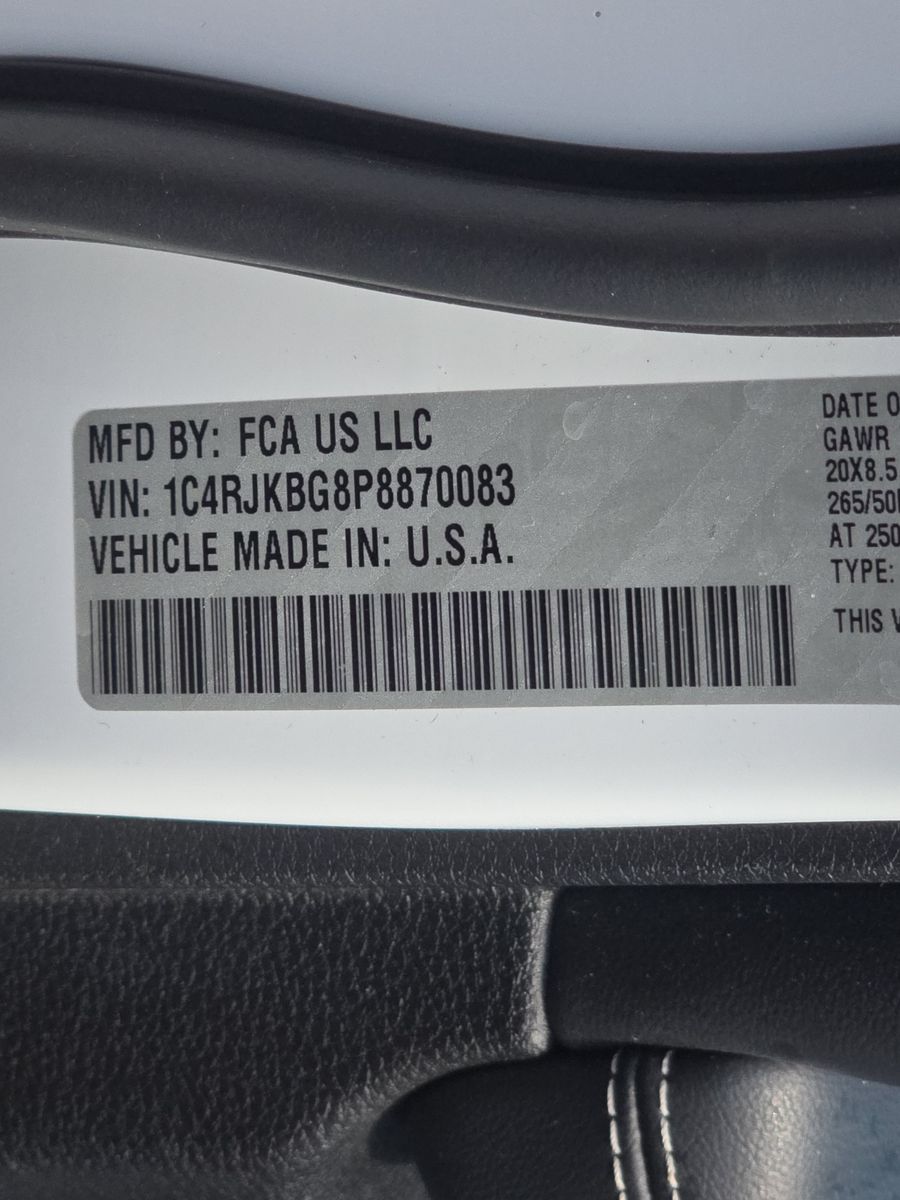 MFD BY: FCA US LLC
VIN: 1C4RJKBG8P8870083
VEHICLE MADE IN: U.S.A.
DATE O
GAWR
20X8.5
265/50
AT 250
TYPE:
THIS